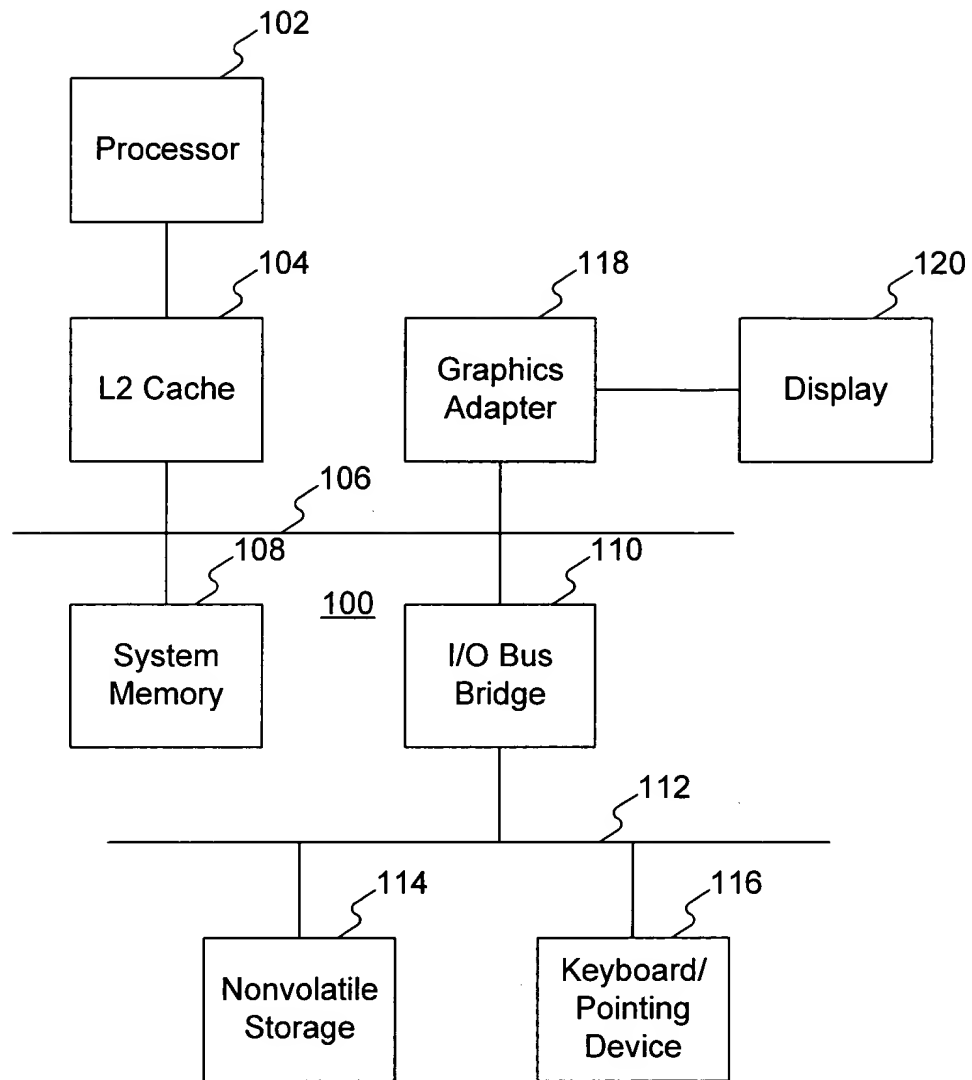 102
Processor
104
118
120
L2 Cache
Graphics
Adapter
Display
106
108
110
100
System
Memory
I/O Bus
Bridge
112
114
116
Nonvolatile
Storage
Keyboard/
Pointing
Device